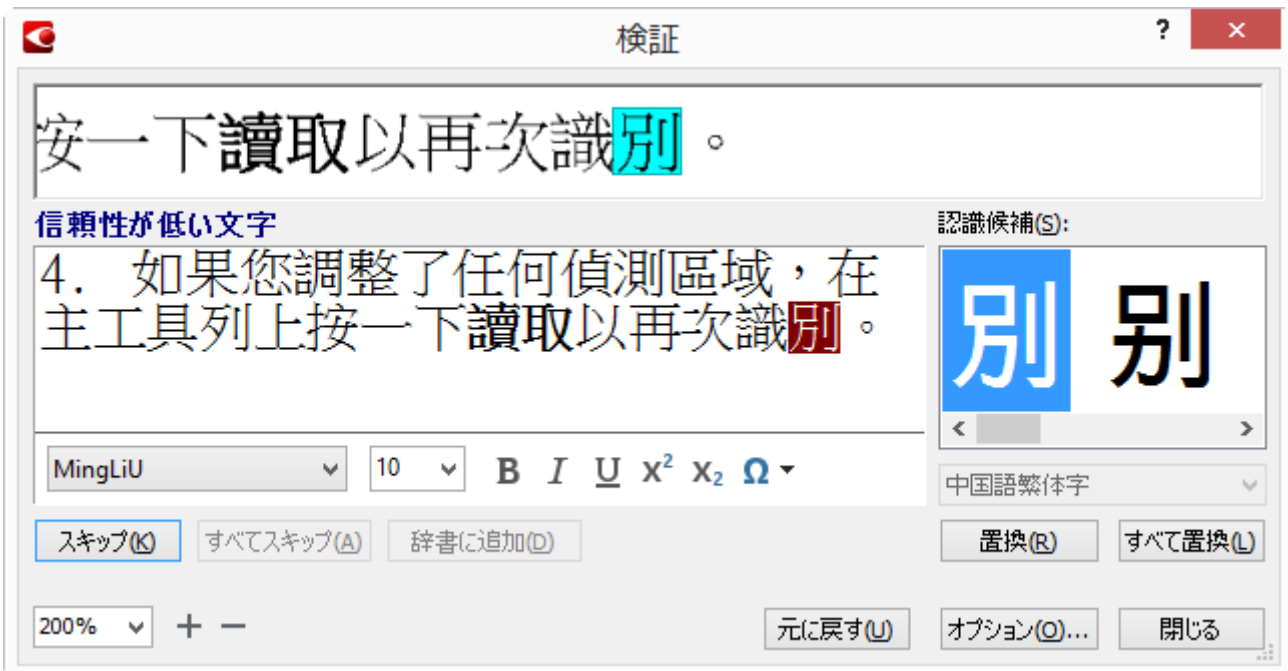 検証
?
按一下讀取以再次識別。
信頼性が低い文字
認識候補(S):
4. 如果您調整了任何偵測區域，在
主工具列上按一下讀取以再次識別。
別 别
MingLiU 10 B I U X² X₂ Ω
中国語繁体字
スキップ(K) すべてスキップ(A) 辞書に追加(D) 置換(R) すべて置換(L)
200% + − 元に戻す(U) オプション(O)... 閉じる